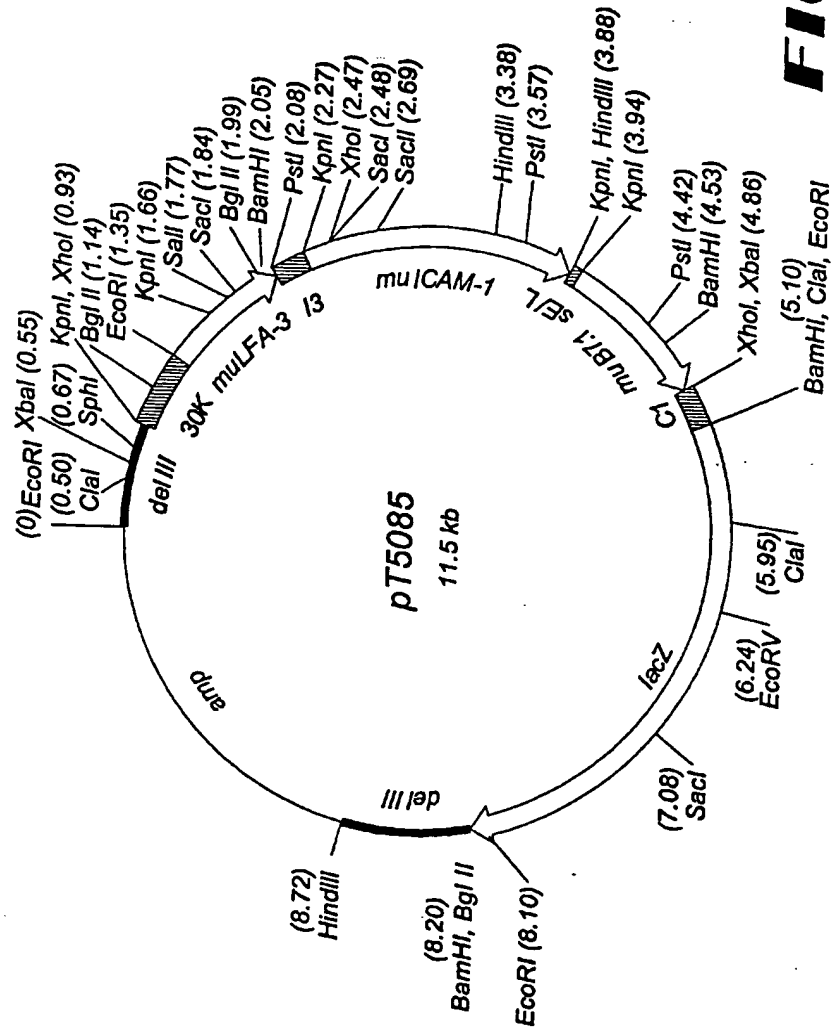 (0) EcoRI
XbaI (0.55)
(0.50)
ClaI
(0.67)
SphI
KpnI, XhoI (0.93)
Bgl II (1.14)
EcoRI (1.35)
KpnI (1.66)
SalI (1.77)
SacI (1.84)
Bgl II (1.99)
BamHI (2.05)
PstI (2.08)
KpnI (2.27)
XhoI (2.47)
SacI (2.48)
SacII (2.69)
HindIII (3.38)
PstI (3.57)
KpnI, HindIII (3.88)
KpnI (3.94)
PstI (4.42)
BamHI (4.53)
XhoI, XbaI (4.86)
(5.10)
BamHI, ClaI, EcoRI
(5.95)
ClaI
(6.24)
EcoRV
(7.08)
SacI
EcoRI (8.10)
(8.20)
BamHI, Bgl II
(8.72)
HindIII
del III
30K
muLFA-3
I3
muICAM-1
sE/L
muB7.1
C1
lacZ
del III
amp
pT5085
11.5 kb